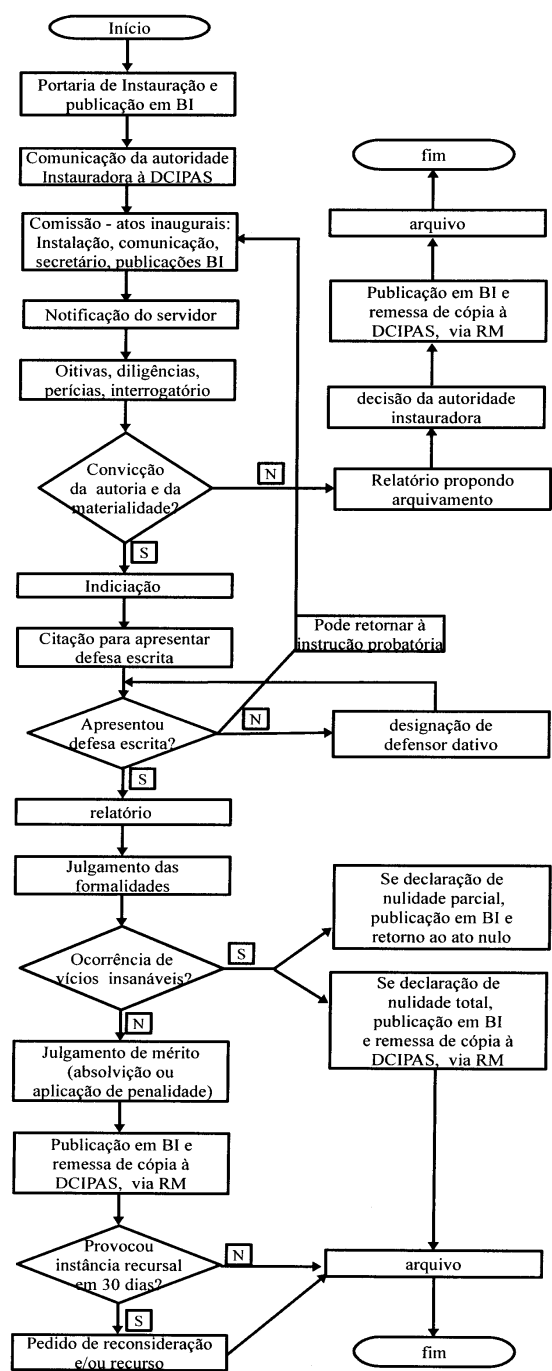 Início
Portaria de Instauração e
publicação em BI
Comunicação da autoridade
Instauradora à DCIPAS
Comissão - atos inaugurais:
Instalação, comunicação,
secretário, publicações BI
Notificação do servidor
Oitivas, diligências,
perícias, interrogatório
Convicção
da autoria e da
materialidade?
N
Relatório propondo
arquivamento
decisão da autoridade
instauradora
Publicação em BI e
remessa de cópia à
DCIPAS, via RM
arquivo
fim
S
Indiciação
Citação para apresentar
defesa escrita
Pode retornar à
instrução probatória
Apresentou
defesa escrita?
N
designação de
defensor dativo
S
relatório
Julgamento das
formalidades
Ocorrência de
vícios insanáveis?
S
Se declaração de
nulidade parcial,
publicação em BI e
retorno ao ato nulo
Se declaração de
nulidade total,
publicação em BI
e remessa de cópia à
DCIPAS, via RM
N
Julgamento de mérito
(absolvição ou
aplicação de penalidade)
Publicação em BI e
remessa de cópia à
DCIPAS, via RM
Provocou
instância recursal
em 30 dias?
N
arquivo
S
Pedido de reconsideração
e/ou recurso
fim